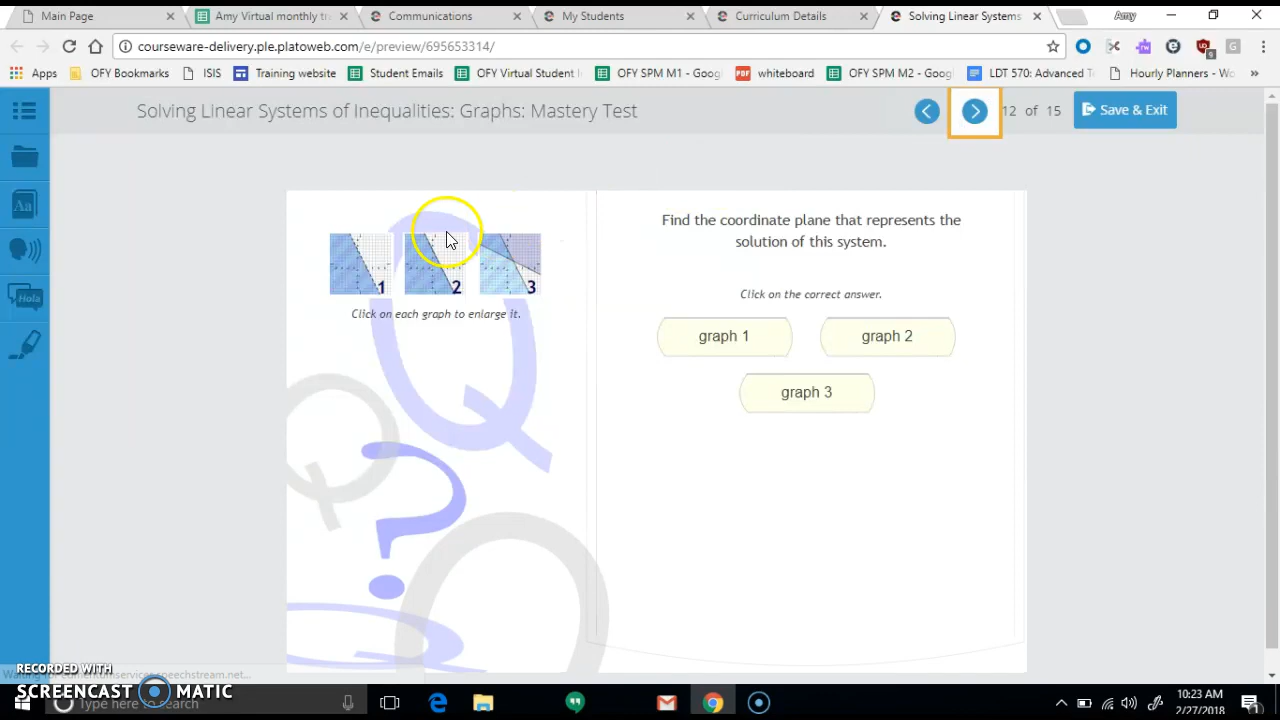 Main Page
Amy Virtual monthly tr
Communications
My Students
Curriculum Details
Solving Linear Systems
Amy
courseware-delivery.ple.platoweb.com/e/preview/695653314/
Apps
OFY Bookmarks
ISIS
Training website
Student Emails
OFY Virtual Student I
OFY SPM M1 - Goog
whiteboard
OFY SPM M2 - Goog
LDT 570: Advanced T
Hourly Planners - Wo
Solving Linear Systems of Inequalities: Graphs: Mastery Test
12 of 15
Save & Exit
Aa
Hola
1
2
3
Click on each graph to enlarge it.
Find the coordinate plane that represents the
solution of this system.
Click on the correct answer.
graph 1
graph 2
graph 3
RECORDED WITH
SCREENCAST MATIC
Type here to search
10:23 AM
2/27/2018